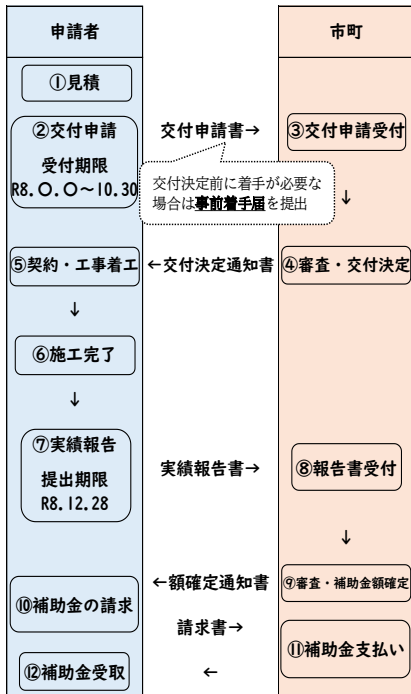 申請者
市町
①見積
②交付申請
受付期限
R8.〇.〇～10.30
交付申請書→
③交付申請受付
交付決定前に着手が必要な
場合は事前着手届を提出
↓
⑤契約・工事着工
←交付決定通知書
④審査・交付決定
↓
⑥施工完了
↓
⑦実績報告
提出期限
R8.12.28
実績報告書→
⑧報告書受付
↓
←額確定通知書
⑨審査・補助金額確定
⑩補助金の請求
請求書→
⑪補助金支払い
⑫補助金受取
←